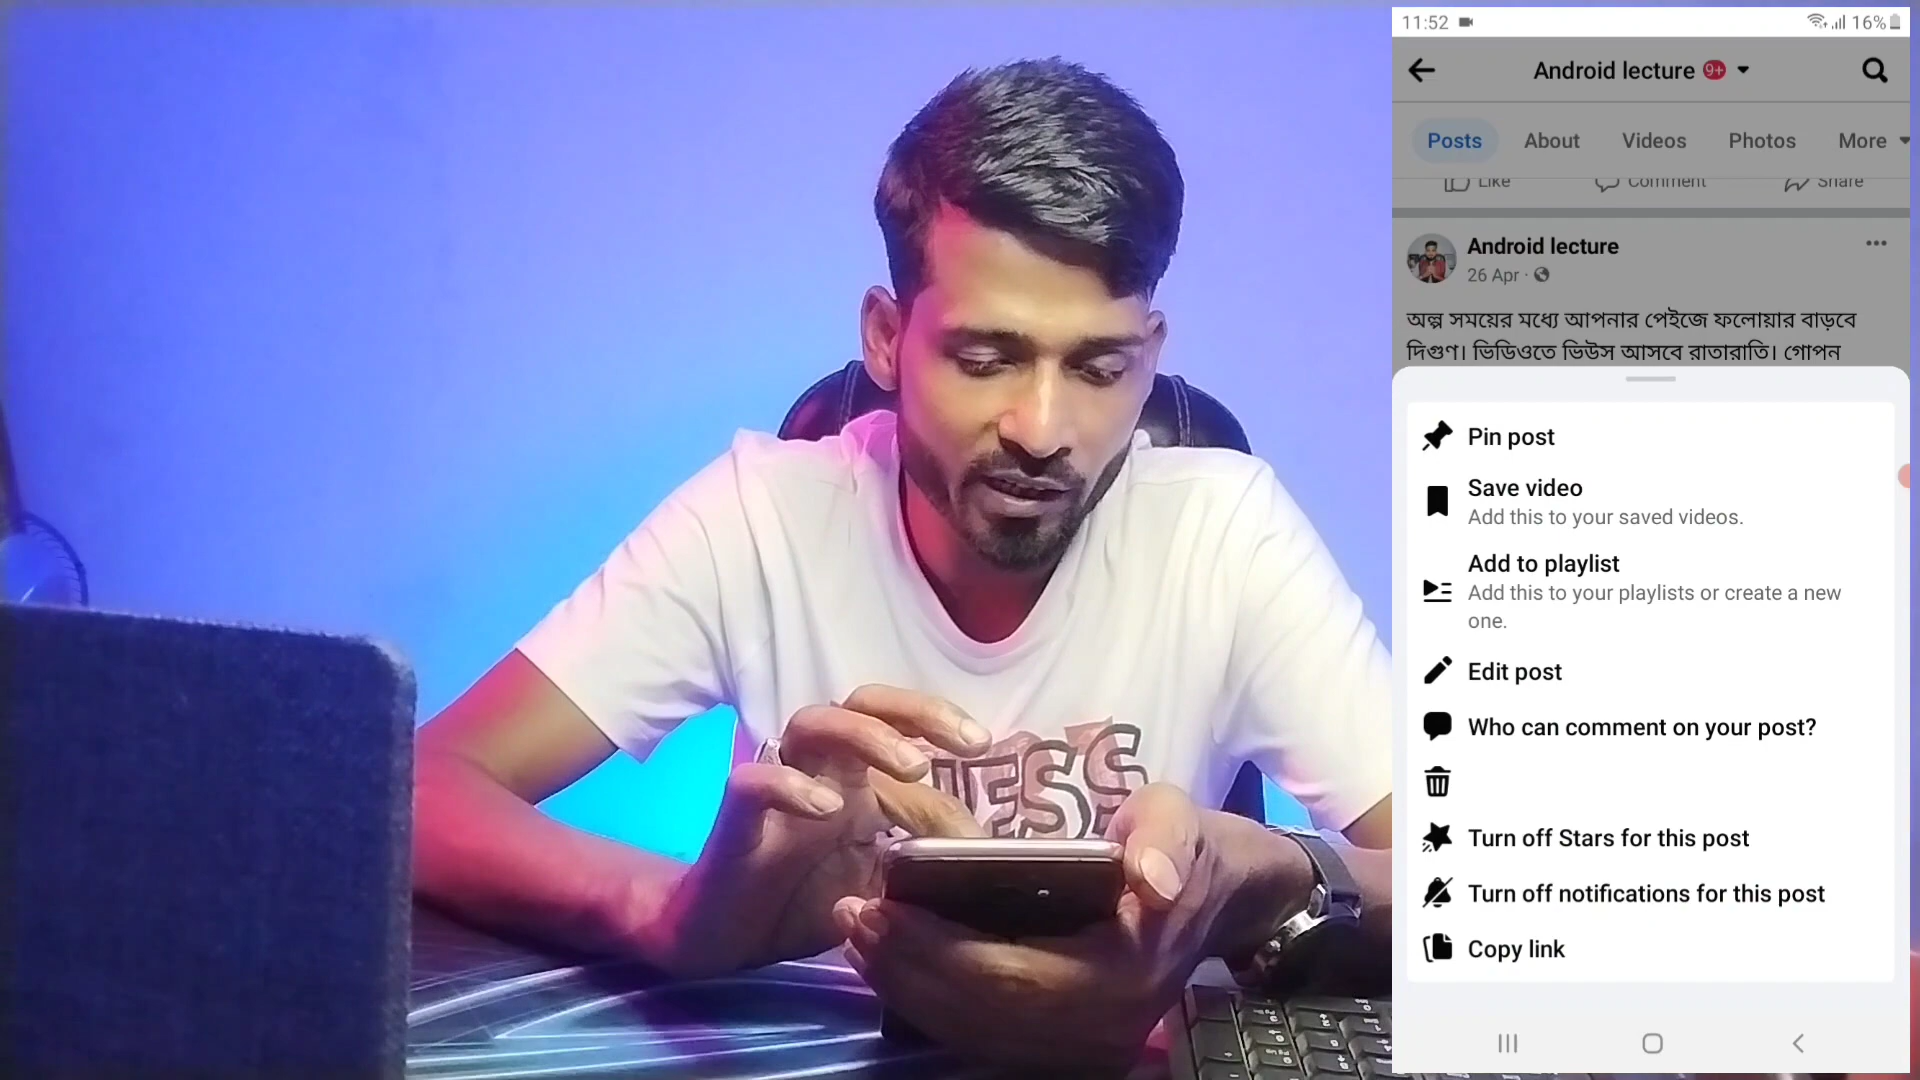 11:52
16%
Android lecture 9+
Posts About Videos Photos More
Like Comment Share
Android lecture
26 Apr ·
অল্প সময়ের মধ্যে আপনার পেইজে ফলোয়ার বাড়বে
দিগুণ। ভিডিওতে ভিউস আসবে রাতারাতি। গোপন
Pin post
Save video
Add this to your saved videos.
Add to playlist
Add this to your playlists or create a new
one.
Edit post
Who can comment on your post?
Turn off Stars for this post
Turn off notifications for this post
Copy link